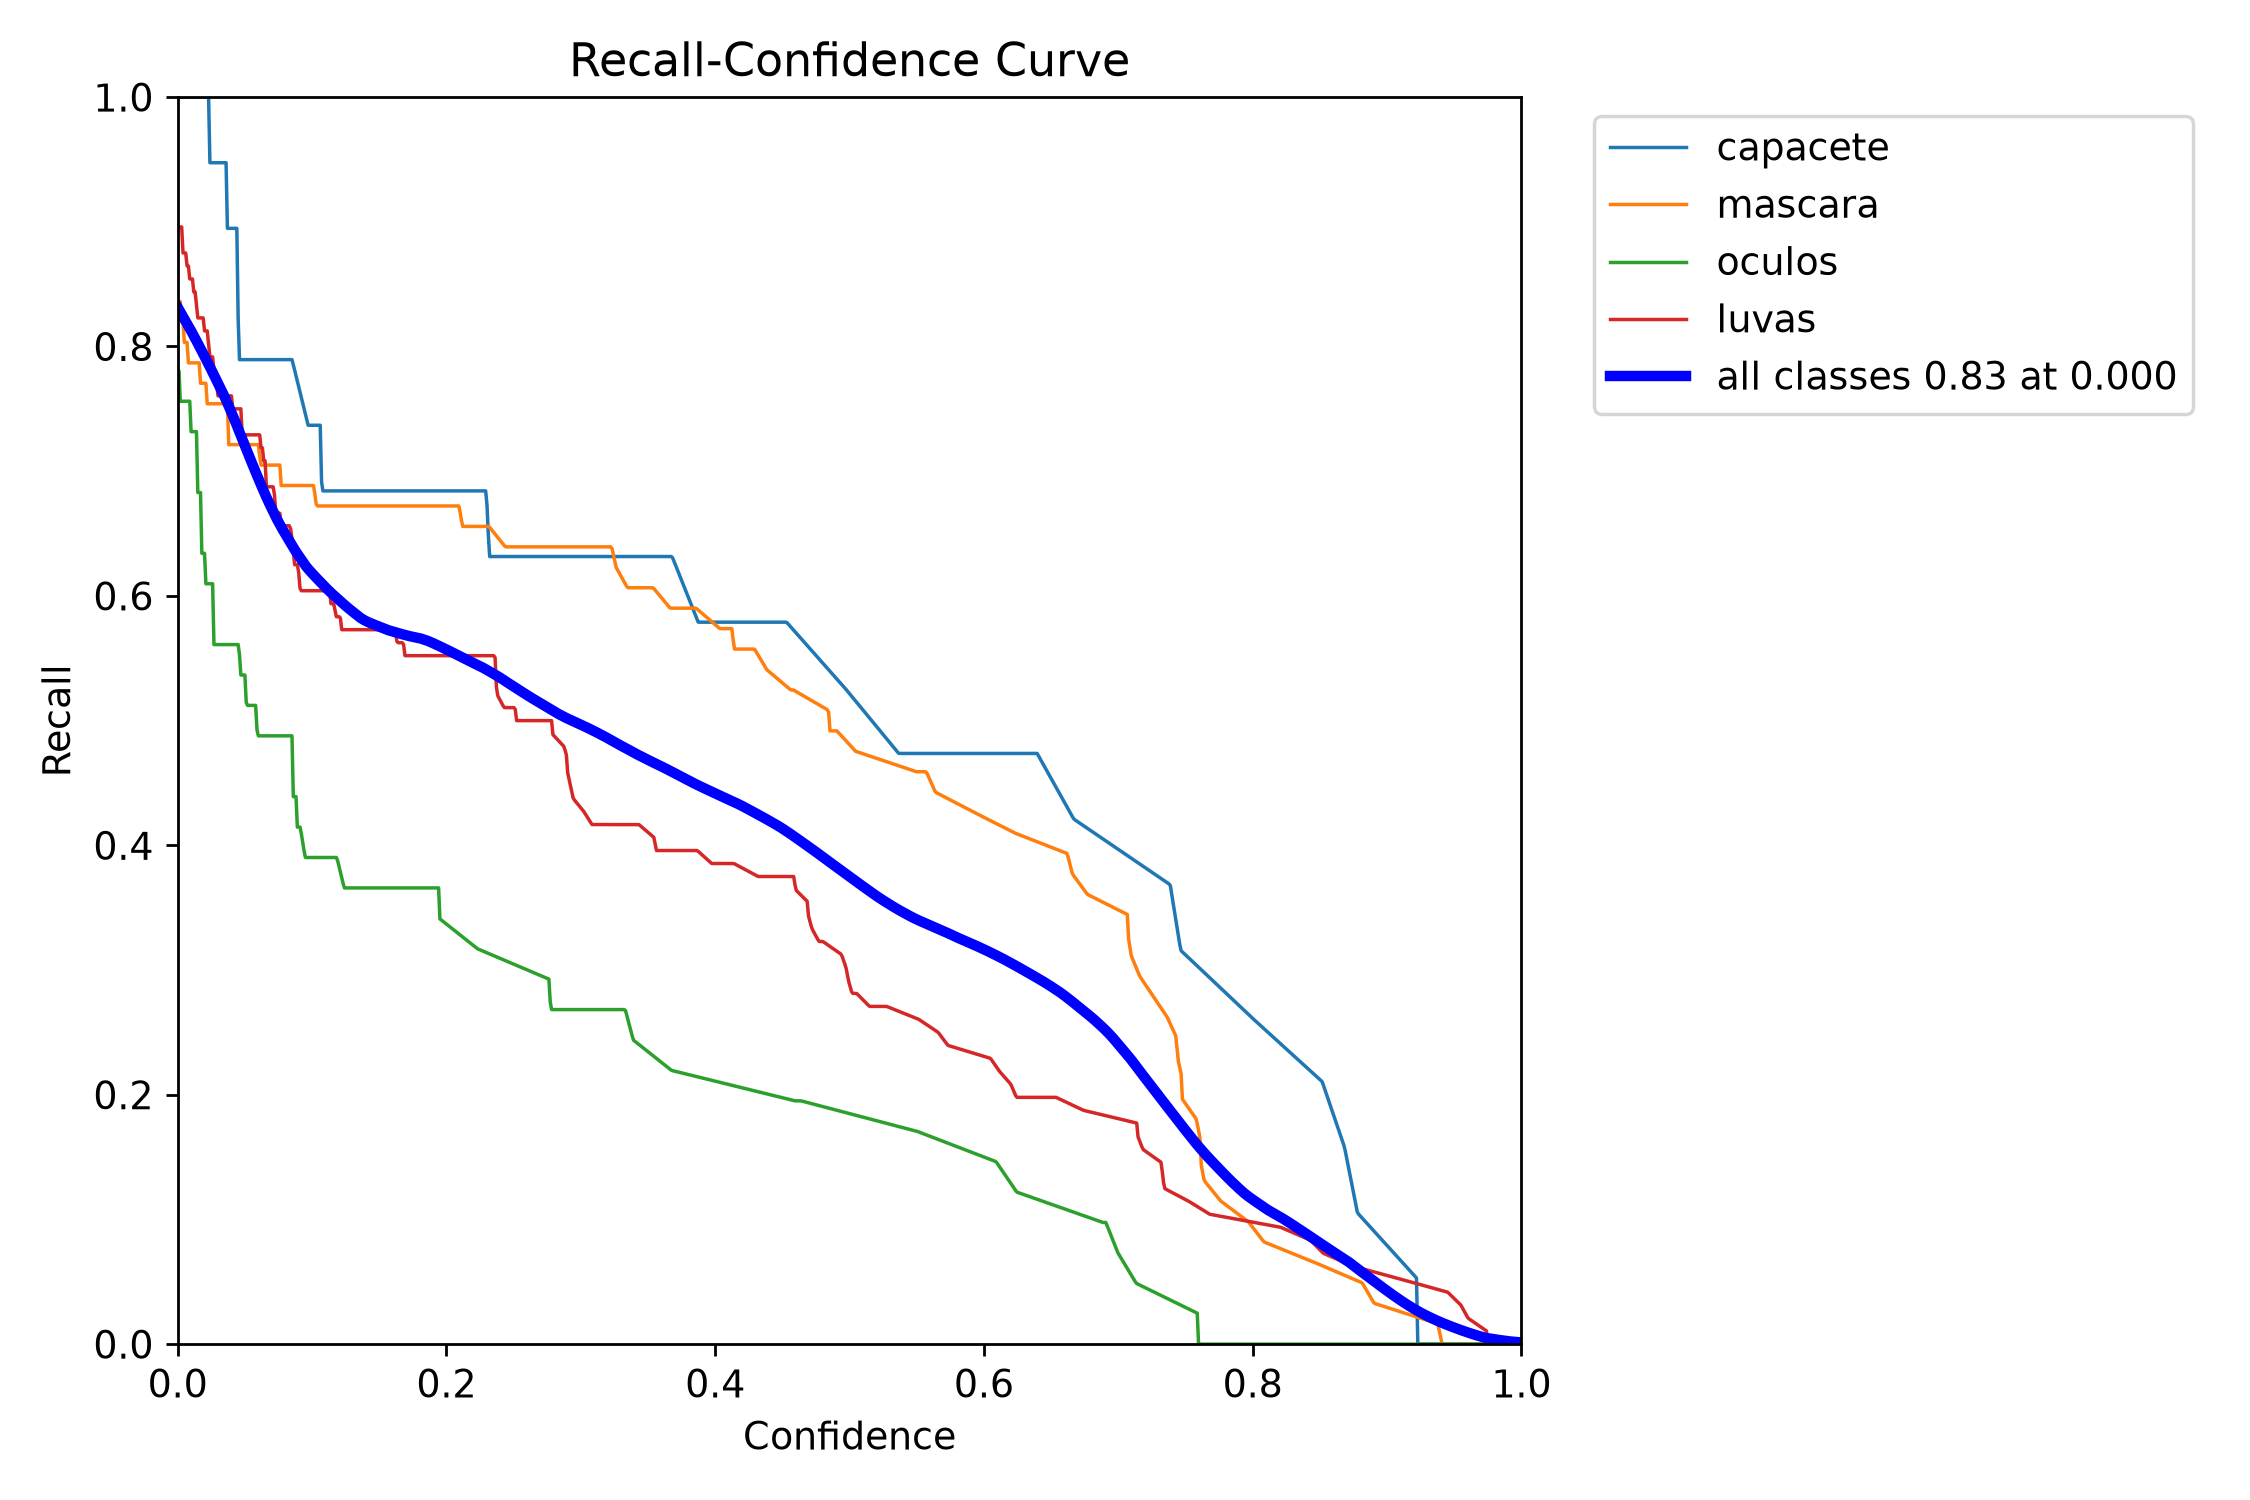 Recall-Confidence Curve
1.0
0.8
0.6
0.4
0.2
0.0
Recall
0.0 0.2 0.4 0.6 0.8 1.0
Confidence
capacete
mascara
oculos
luvas
all classes 0.83 at 0.000